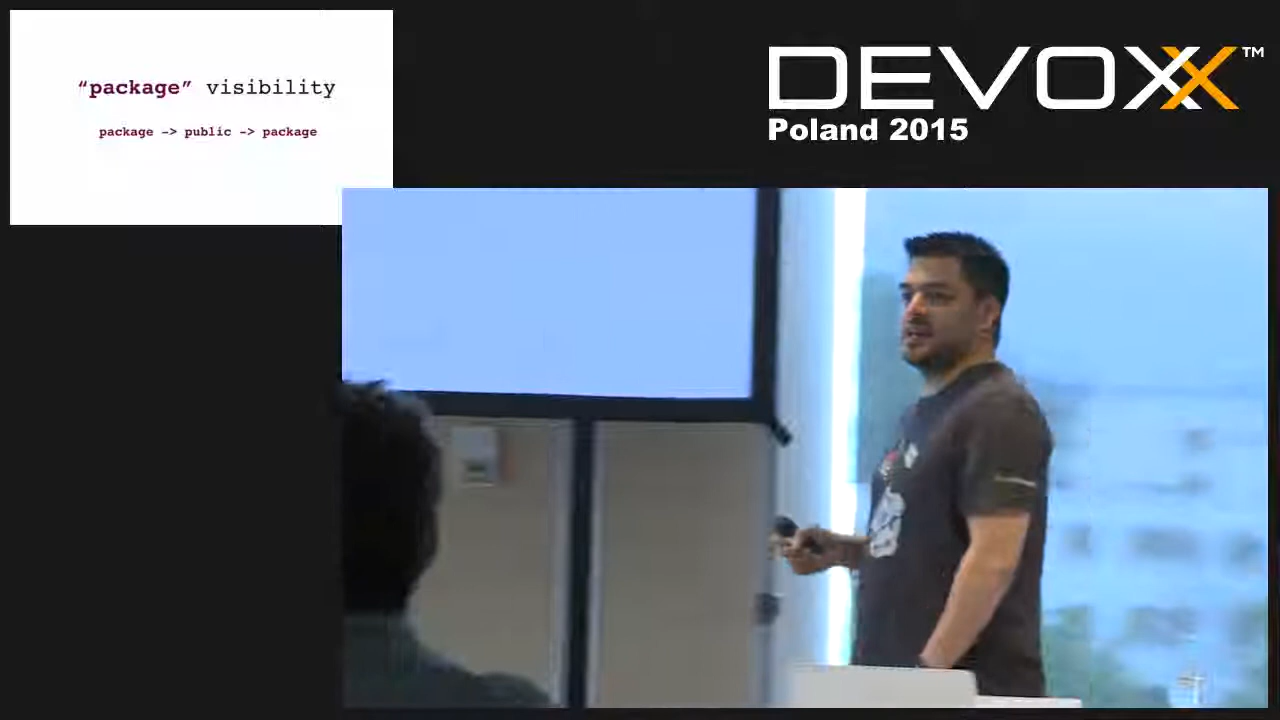 “package” visibility
package -> public -> package
DEVOXX™
Poland 2015